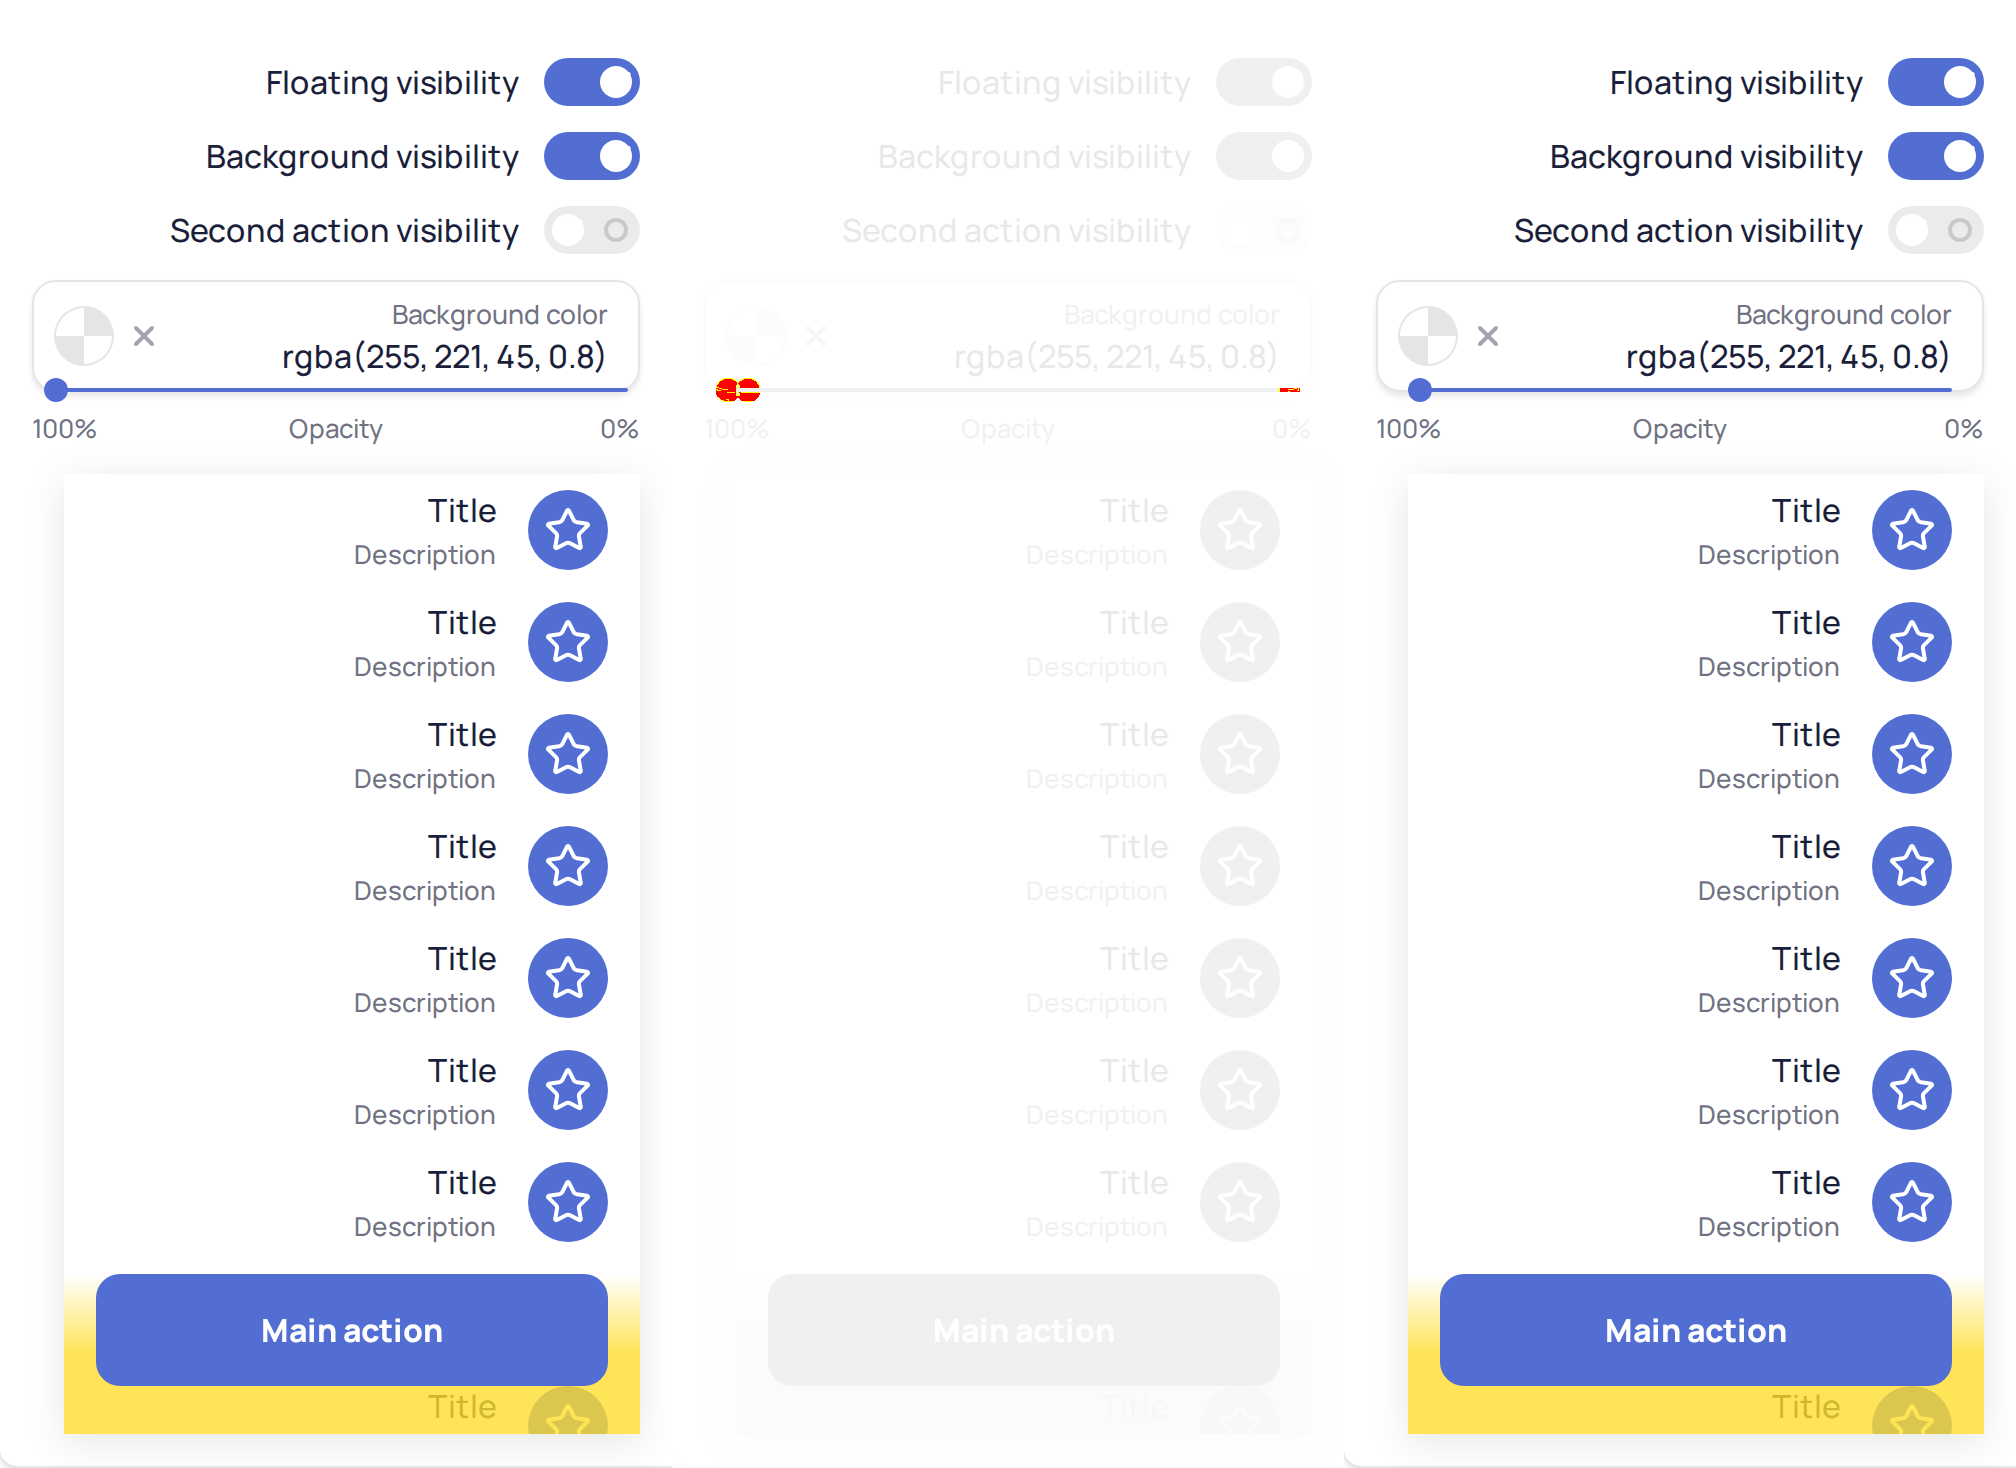 Floating visibility
Background visibility
Second action visibility
Background color
rgba(255, 221, 45, 0.8)
100% Opacity 0%
Title
Description
Title
Description
Title
Description
Title
Description
Title
Description
Title
Description
Title
Description
Main action
Title
Floating visibility
Background visibility
Second action visibility
Background color
rgba(255, 221, 45, 0.8)
100% Opacity 0%
Title
Description
Title
Description
Title
Description
Title
Description
Title
Description
Title
Description
Title
Description
Main action
Title
Floating visibility
Background visibility
Second action visibility
Background color
rgba(255, 221, 45, 0.8)
100% Opacity 0%
Title
Description
Title
Description
Title
Description
Title
Description
Title
Description
Title
Description
Title
Description
Main action
Title